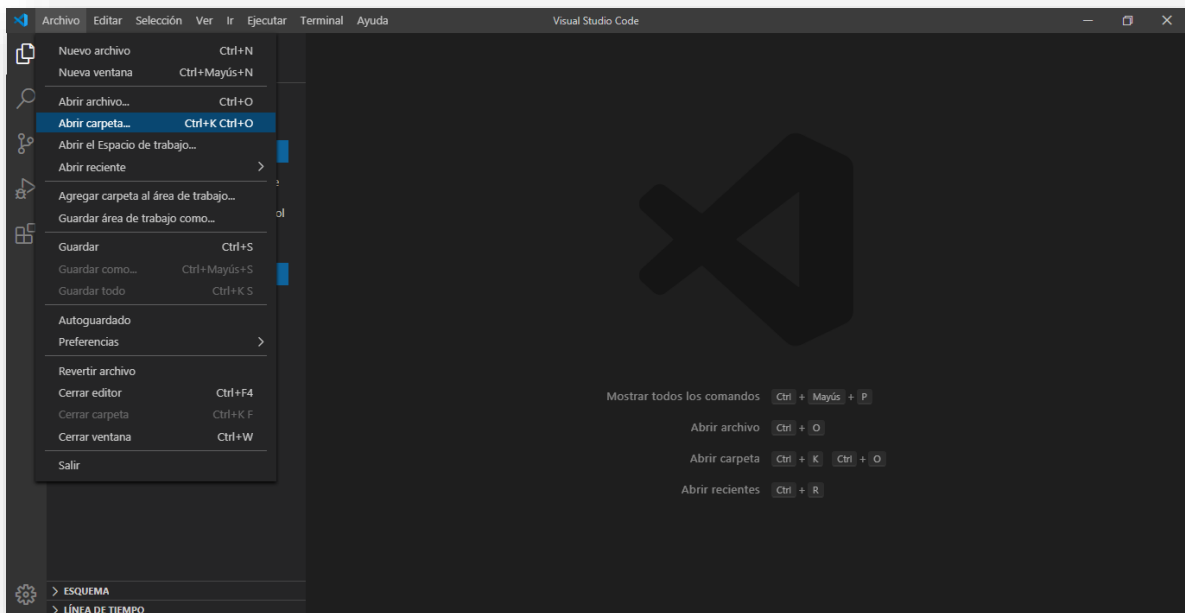 Archivo Editar Selección Ver Ir Ejecutar Terminal Ayuda Visual Studio Code
Nuevo archivo Ctrl+N
Nueva ventana Ctrl+Mayús+N
Abrir archivo... Ctrl+O
Abrir carpeta... Ctrl+K Ctrl+O
Abrir el Espacio de trabajo...
Abrir reciente
Agregar carpeta al área de trabajo...
Guardar área de trabajo como...
Guardar Ctrl+S
Guardar como... Ctrl+Mayús+S
Guardar todo Ctrl+K S
Autoguardado
Preferencias
Revertir archivo
Cerrar editor Ctrl+F4
Cerrar carpeta Ctrl+K F
Cerrar ventana Ctrl+W
Salir
Mostrar todos los comandos Ctrl + Mayús + P
Abrir archivo Ctrl + O
Abrir carpeta Ctrl + K Ctrl + O
Abrir recientes Ctrl + R
ESQUEMA
LÍNEA DE TIEMPO